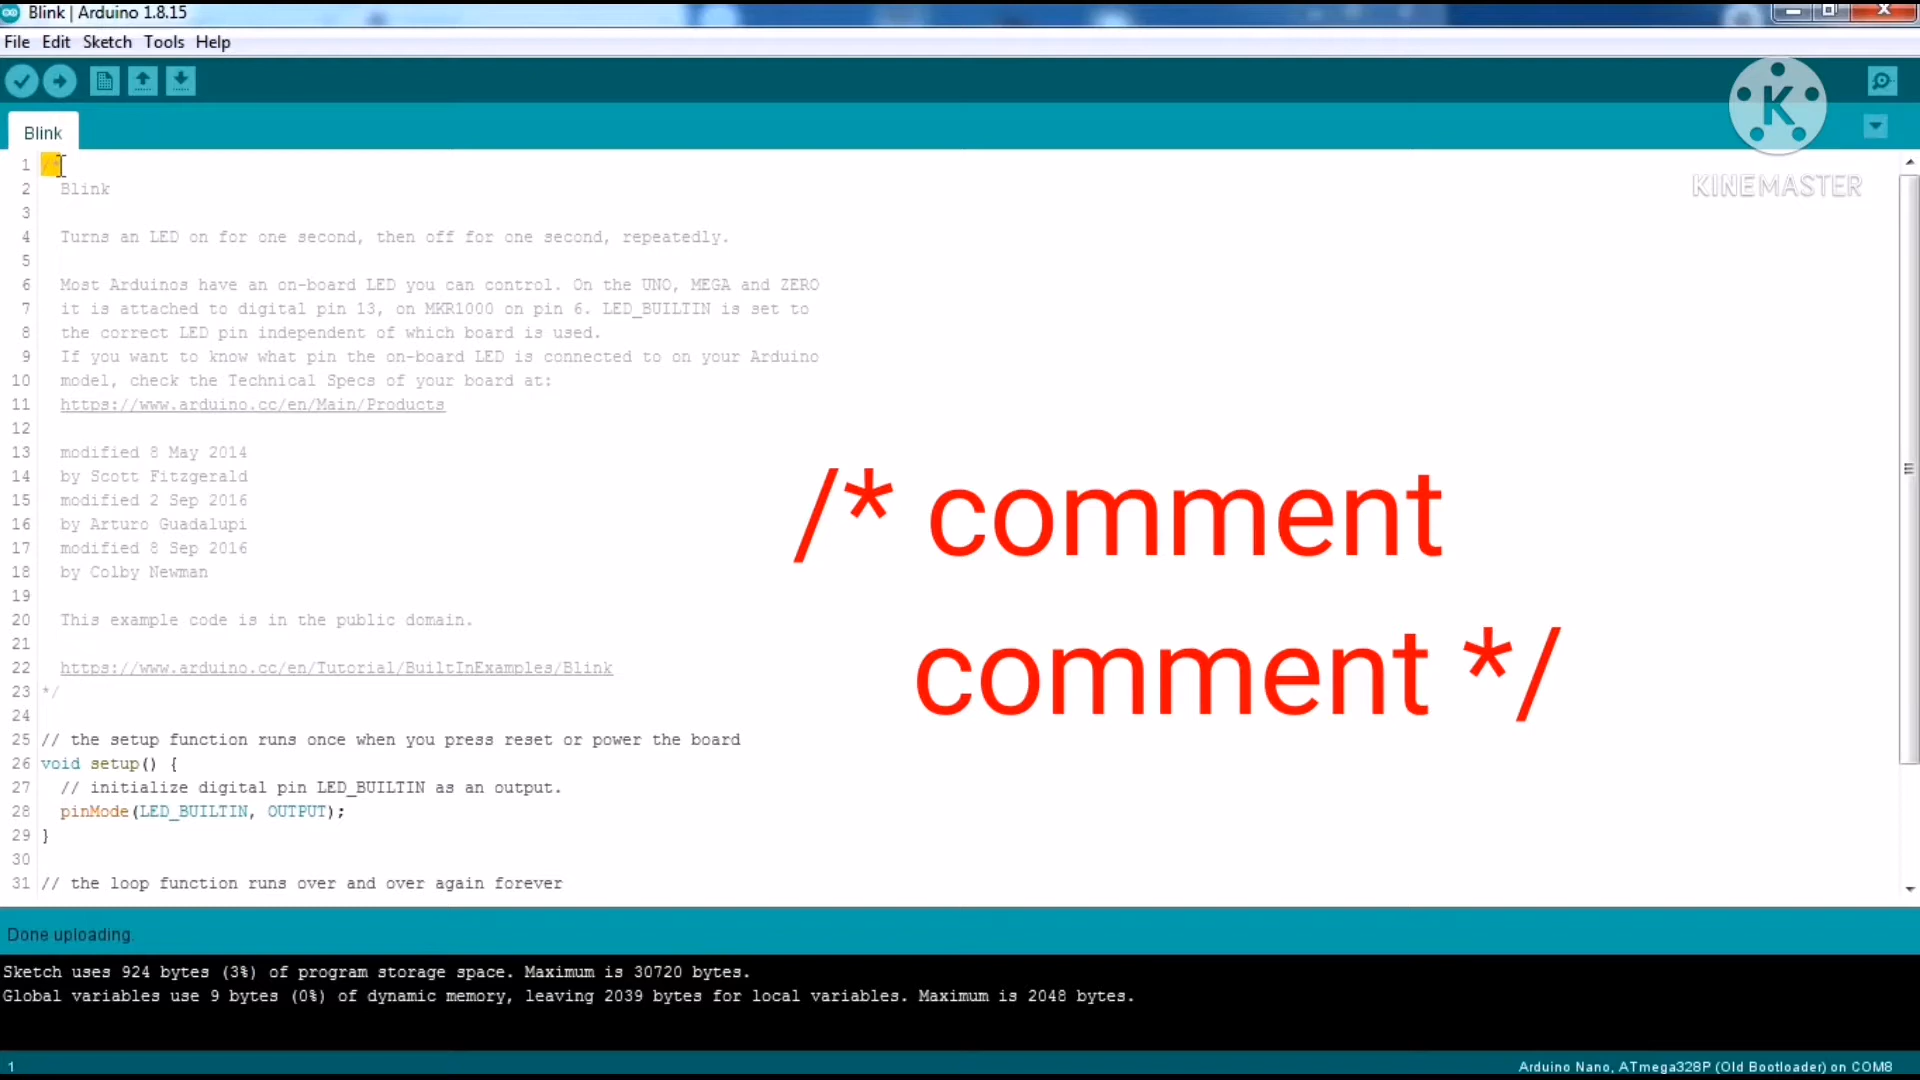 Blink | Arduino 1.8.15
File Edit Sketch Tools Help
K
KINEMASTER
Blink
1 /*
2 Blink
3
4 Turns an LED on for one second, then off for one second, repeatedly.
5
6 Most Arduinos have an on-board LED you can control. On the UNO, MEGA and ZERO
7 it is attached to digital pin 13, on MKR1000 on pin 6. LED_BUILTIN is set to
8 the correct LED pin independent of which board is used.
9 If you want to know what pin the on-board LED is connected to on your Arduino
10 model, check the Technical Specs of your board at:
11 https://www.arduino.cc/en/Main/Products
12
13 modified 8 May 2014
14 by Scott Fitzgerald
15 modified 2 Sep 2016
16 by Arturo Guadalupi
17 modified 8 Sep 2016
18 by Colby Newman
19
20 This example code is in the public domain.
21
22 https://www.arduino.cc/en/Tutorial/BuiltInExamples/Blink
23 */
24
25 // the setup function runs once when you press reset or power the board
26 void setup() {
27 // initialize digital pin LED_BUILTIN as an output.
28 pinMode(LED_BUILTIN, OUTPUT);
29 }
30
31 // the loop function runs over and over again forever
/* comment
comment */
Done uploading.
Sketch uses 924 bytes (3%) of program storage space. Maximum is 30720 bytes.
Global variables use 9 bytes (0%) of dynamic memory, leaving 2039 bytes for local variables. Maximum is 2048 bytes.
1
Arduino Nano, ATmega328P (Old Bootloader) on COM8